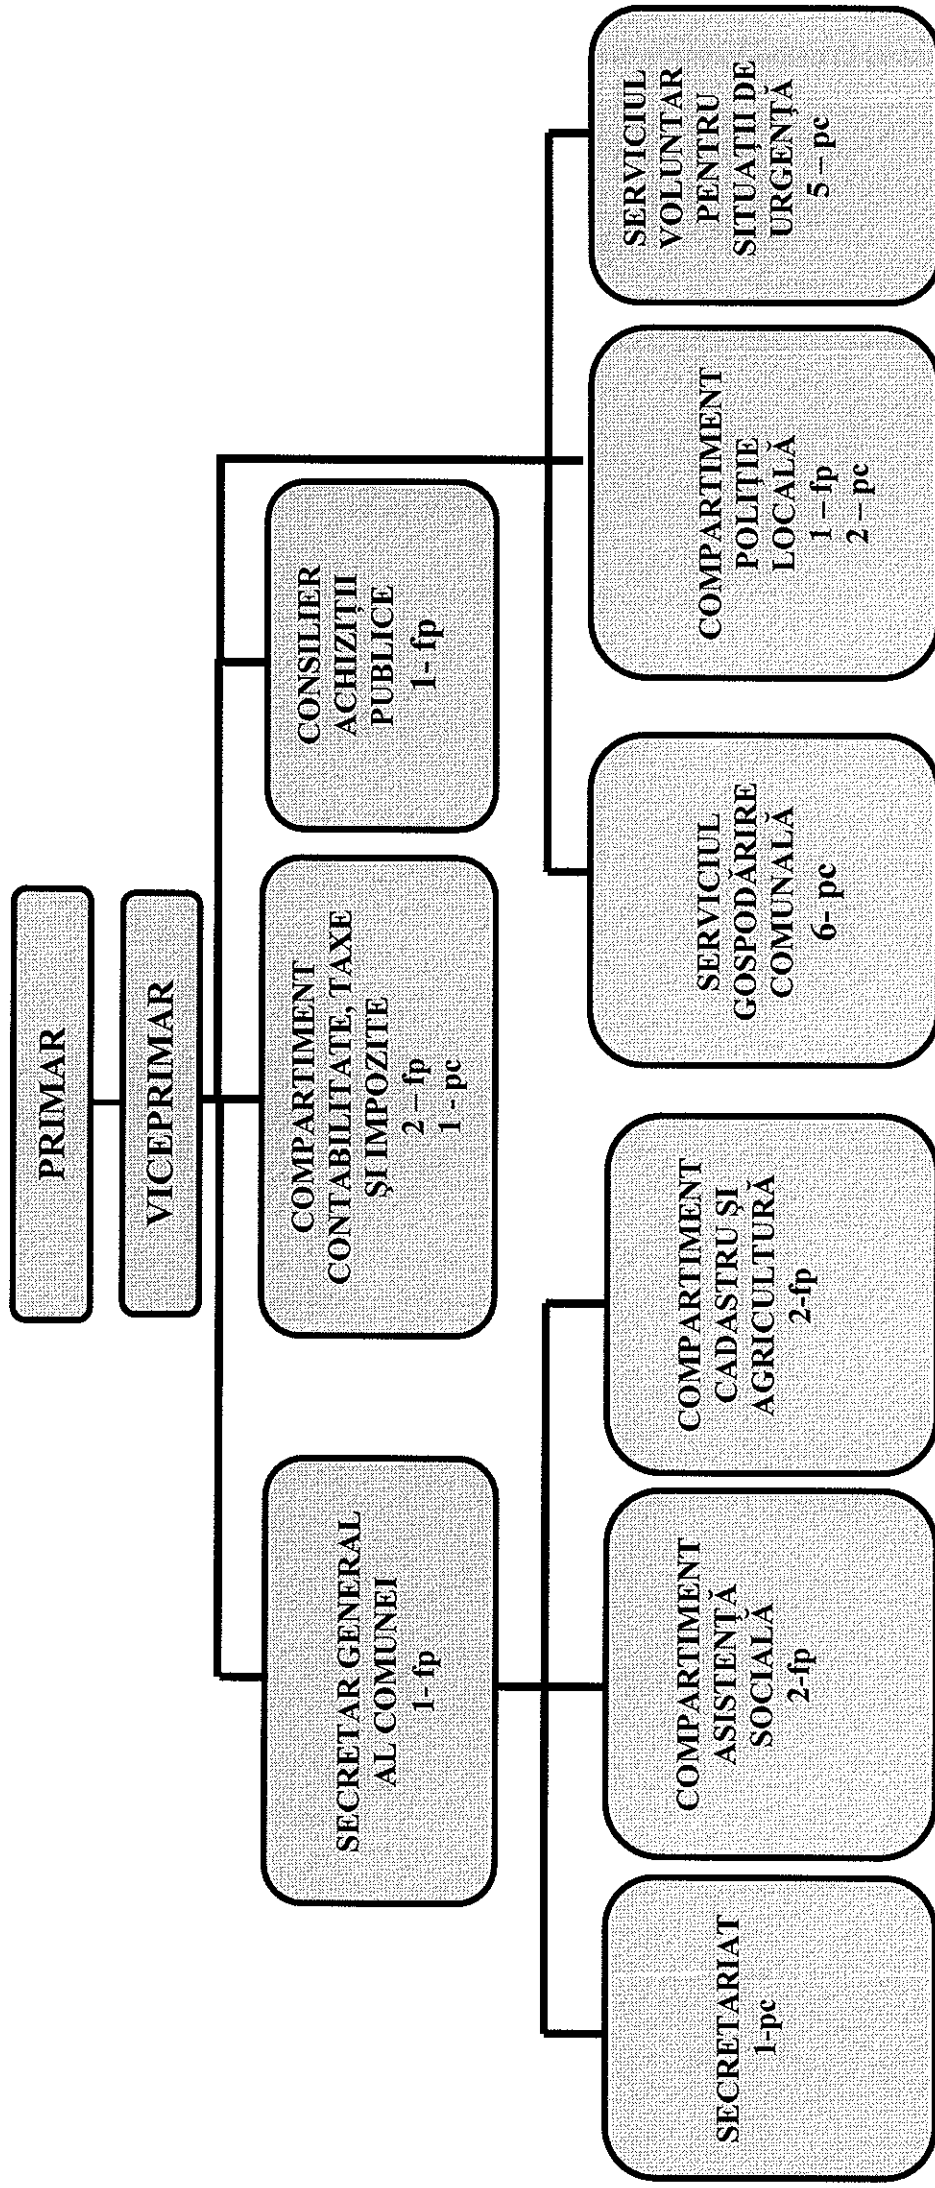 PRIMAR
VICEPRIMAR
SECRETAR GENERAL
AL COMUNEI
1- fp
COMPARTIMENT
CONTABILITATE, TAXE
ŞI IMPOZITE
2 – fp
1 - pc
CONSILIER
ACHIZIŢII
PUBLICE
1- fp
SECRETARIAT
1-pc
COMPARTIMENT
ASISTENŢĂ
SOCIALĂ
2-fp
COMPARTIMENT
CADASTRU ŞI
AGRICULTURĂ
2-fp
SERVICIUL
GOSPODĂRIRE
COMUNALĂ
6- pc
COMPARTIMENT
POLIŢIE
LOCALĂ
1 – fp
2 – pc
SERVICIUL
VOLUNTAR
PENTRU
SITUAŢII DE
URGENŢĂ
5 – pc